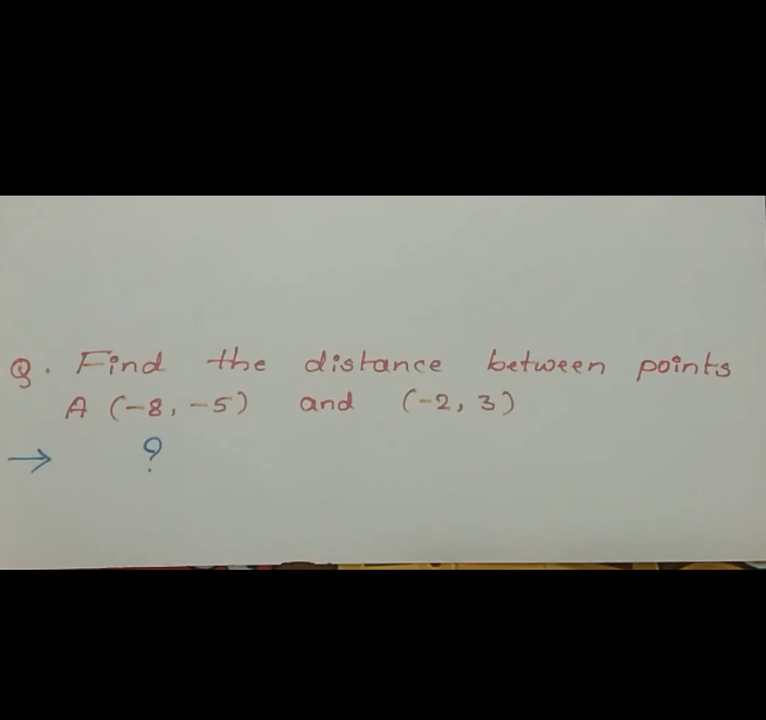 Q. Find the distance between points
A (-8, -5) and (-2, 3)
→ ?